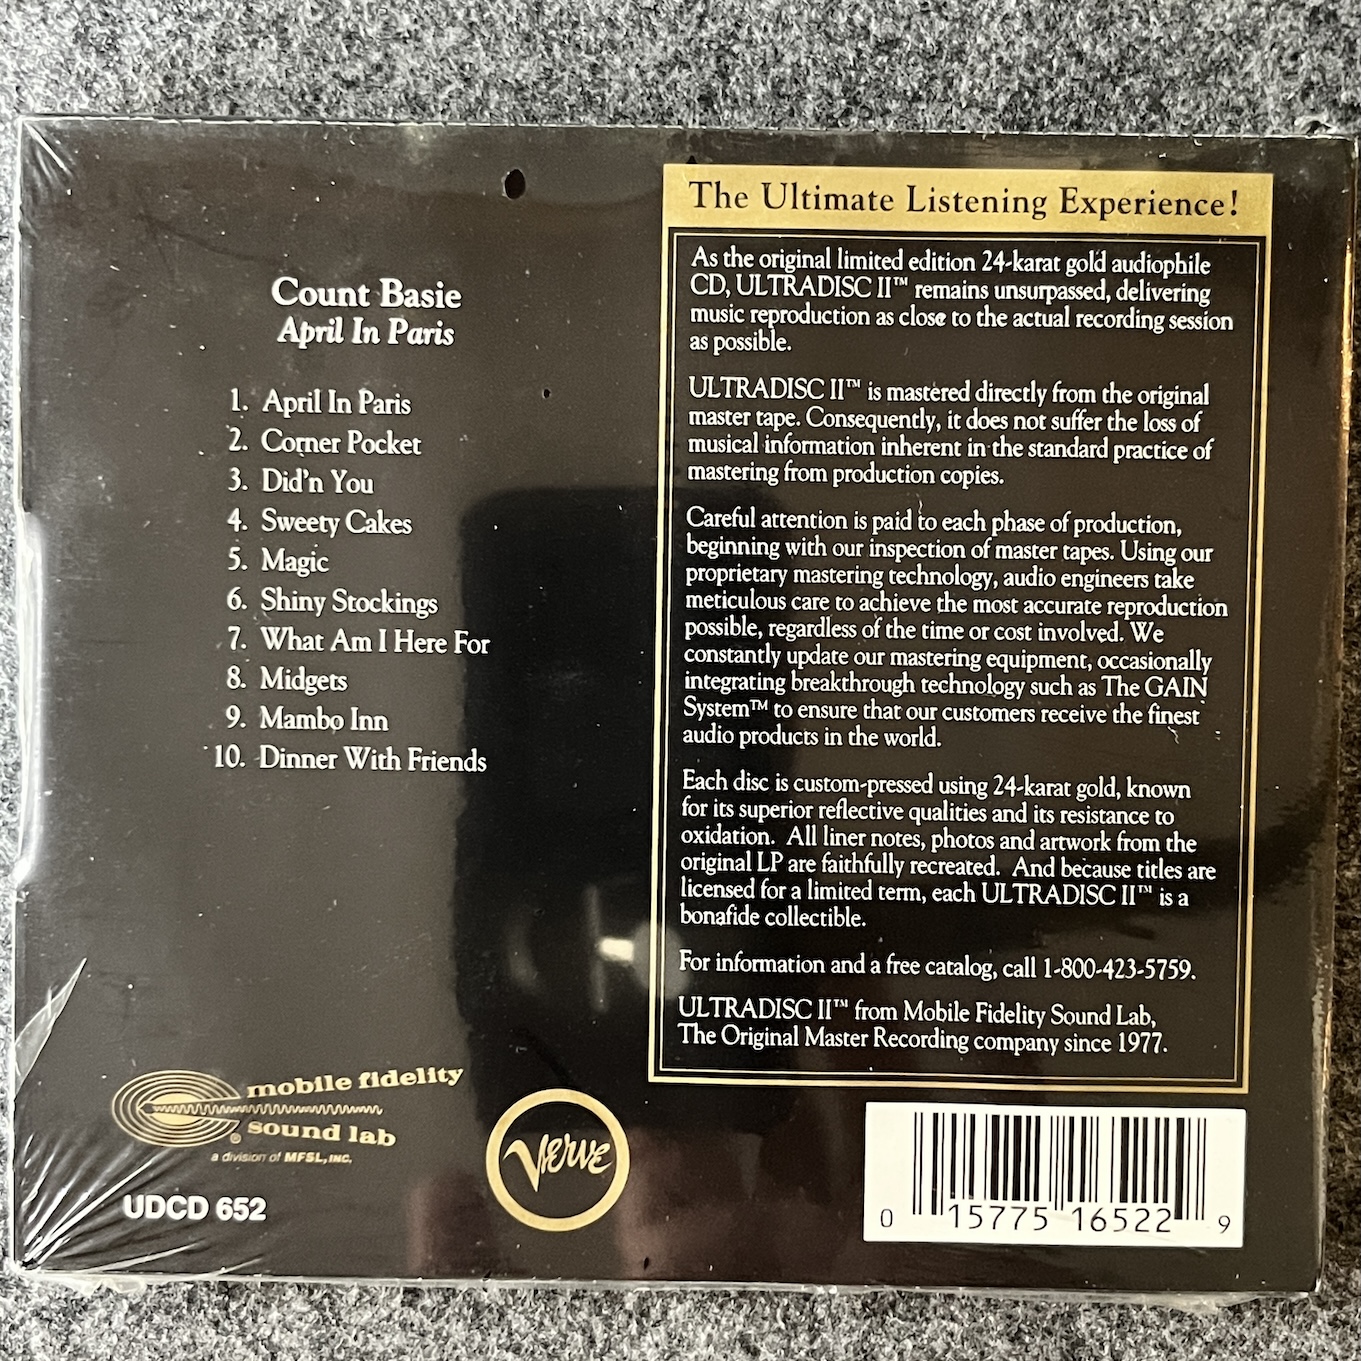 Count Basie
April In Paris
1. April In Paris
2. Corner Pocket
3. Did'n You
4. Sweety Cakes
5. Magic
6. Shiny Stockings
7. What Am I Here For
8. Midgets
9. Mambo Inn
10. Dinner With Friends
The Ultimate Listening Experience!
As the original limited edition 24-karat gold audiophile
CD, ULTRADISC II™ remains unsurpassed, delivering
music reproduction as close to the actual recording session
as possible.
ULTRADISC II™ is mastered directly from the original
master tape. Consequently, it does not suffer the loss of
musical information inherent in the standard practice of
mastering from production copies.
Careful attention is paid to each phase of production,
beginning with our inspection of master tapes. Using our
proprietary mastering technology, audio engineers take
meticulous care to achieve the most accurate reproduction
possible, regardless of the time or cost involved. We
constantly update our mastering equipment, occasionally
integrating breakthrough technology such as The GAIN
System™ to ensure that our customers receive the finest
audio products in the world.
Each disc is custom-pressed using 24-karat gold, known
for its superior reflective qualities and its resistance to
oxidation. All liner notes, photos and artwork from the
original LP are faithfully recreated. And because titles are
licensed for a limited term, each ULTRADISC II™ is a
bonafide collectible.
For information and a free catalog, call 1-800-423-5759.
ULTRADISC II™ from Mobile Fidelity Sound Lab,
The Original Master Recording company since 1977.
mobile fidelity
® sound lab
a division of MFSL, INC.
UDCD 652
Verve
0 15775 16522 9